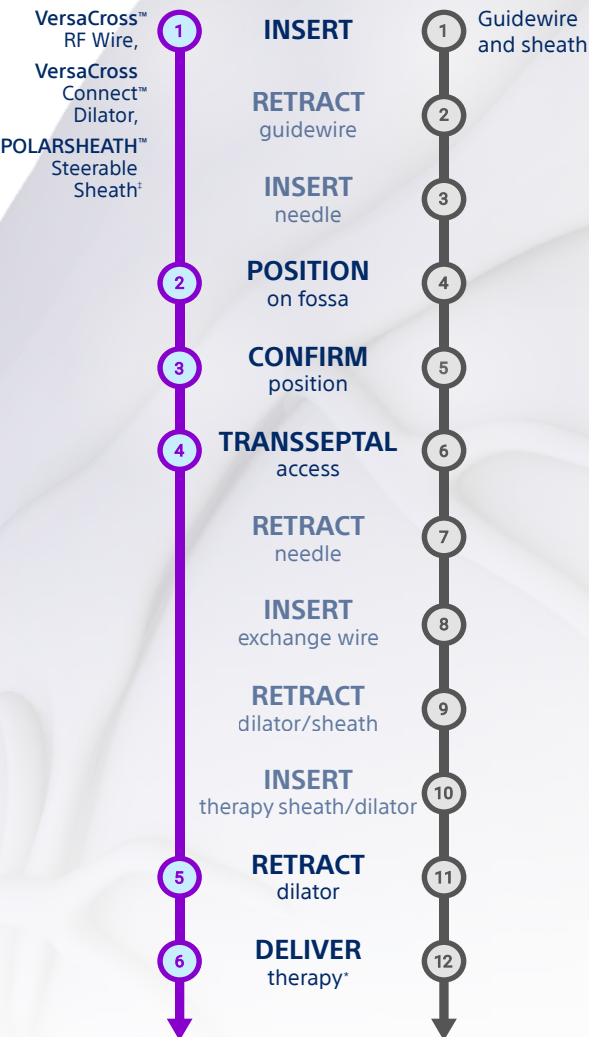 VersaCross™
RF Wire,
VersaCross
Connect™
Dilator,
POLARSHEATH™
Steerable
Sheath‡
1
INSERT
1
Guidewire
and sheath
RETRACT
guidewire
2
INSERT
needle
3
2
POSITION
on fossa
4
3
CONFIRM
position
5
4
TRANSSEPTAL
access
6
RETRACT
needle
7
INSERT
exchange wire
8
RETRACT
dilator/sheath
9
INSERT
therapy sheath/dilator
10
5
RETRACT
dilator
11
6
DELIVER
therapy*
12